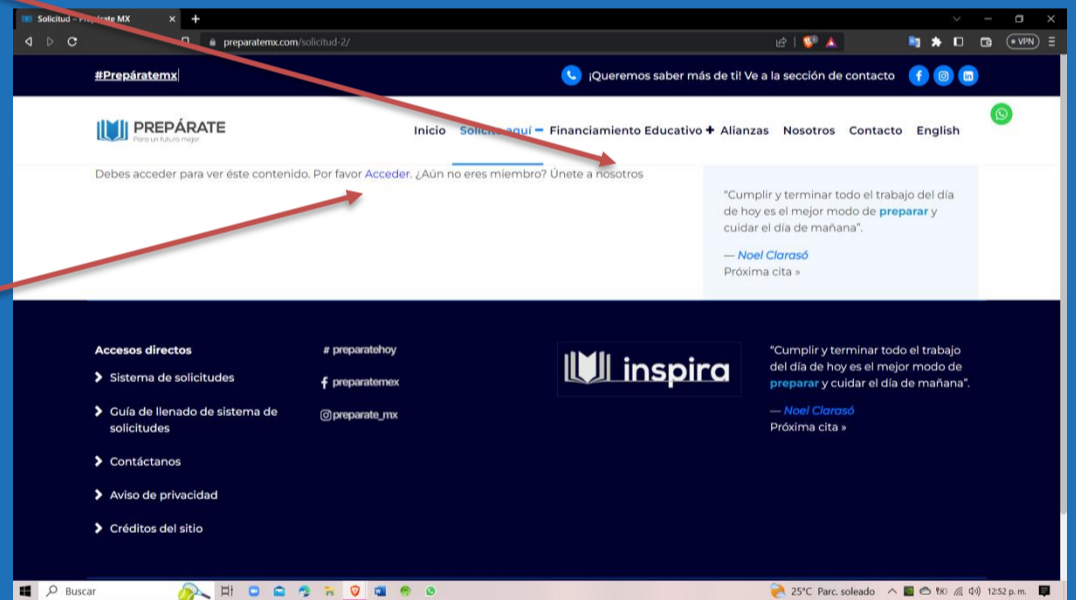 Solicitud – Prepárate MX
preparatemx.com/solicitud-2/
VPN
#Prepáratemx
¡Queremos saber más de ti! Ve a la sección de contacto
PREPÁRATE
Para un futuro mejor
Inicio Solicita aquí Financiamiento Educativo + Alianzas Nosotros Contacto English
Debes acceder para ver éste contenido. Por favor Acceder. ¿Aún no eres miembro? Únete a nosotros
"Cumplir y terminar todo el trabajo del día
de hoy es el mejor modo de preparar y
cuidar el día de mañana".
— Noel Clarasó
Próxima cita »
Accesos directos
Sistema de solicitudes
Guía de llenado de sistema de
solicitudes
Contáctanos
Aviso de privacidad
Créditos del sitio
# preparatehoy
preparatemex
preparate_mx
inspira
"Cumplir y terminar todo el trabajo
del día de hoy es el mejor modo de
preparar y cuidar el día de mañana".
— Noel Clarasó
Próxima cita »
Buscar
25°C Parc. soleado
12:52 p. m.